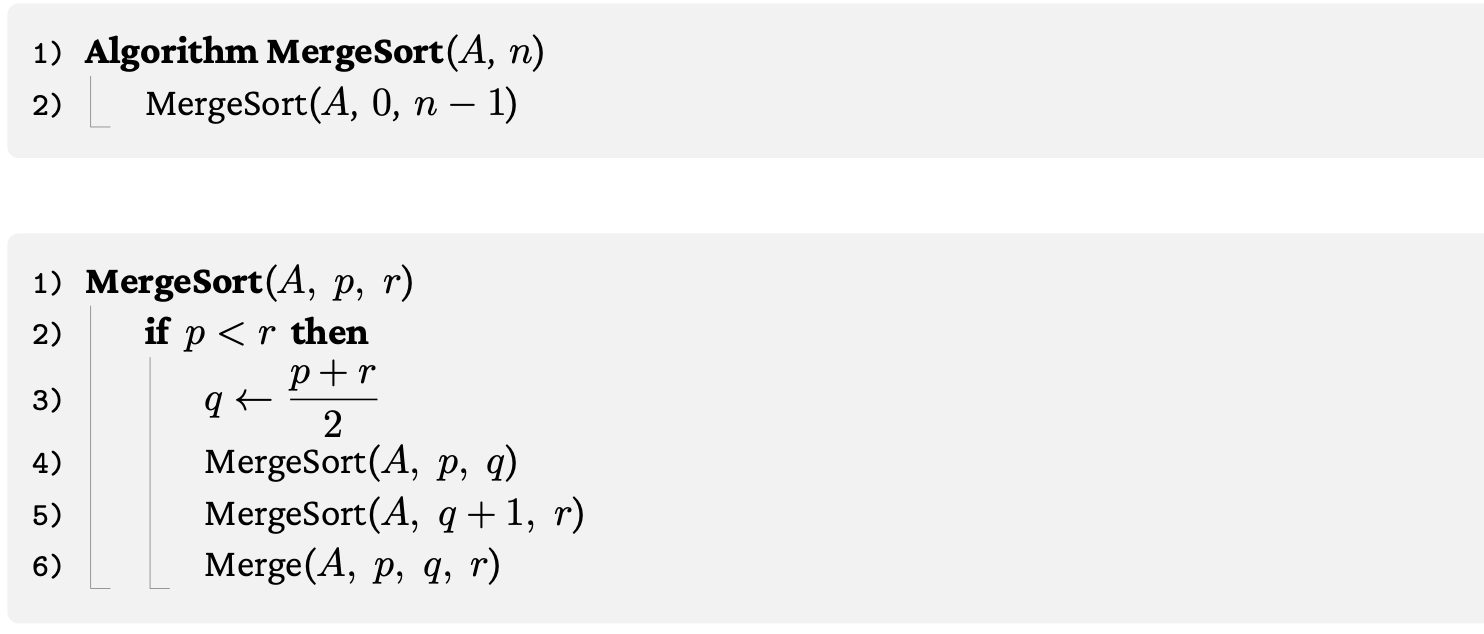 1) Algorithm MergeSort(A, n)
2) MergeSort(A, 0, n − 1)
1) MergeSort(A, p, r)
2) if p < r then
3) q ← \frac{p + r}{2}
4) MergeSort(A, p, q)
5) MergeSort(A, q + 1, r)
6) Merge(A, p, q, r)